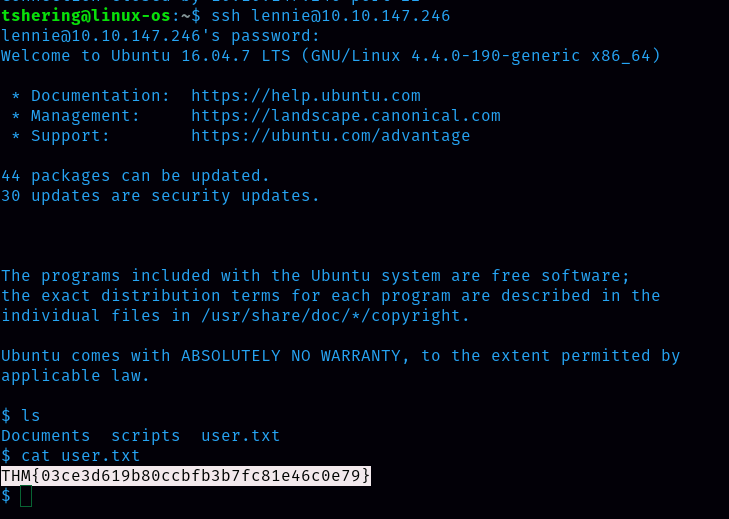 tshering@linux-os:~$ ssh lennie@10.10.147.246
lennie@10.10.147.246's password:
Welcome to Ubuntu 16.04.7 LTS (GNU/Linux 4.4.0-190-generic x86_64)
* Documentation: https://help.ubuntu.com
* Management: https://landscape.canonical.com
* Support: https://ubuntu.com/advantage
44 packages can be updated.
30 updates are security updates.
The programs included with the Ubuntu system are free software;
the exact distribution terms for each program are described in the
individual files in /usr/share/doc/*/copyright.
Ubuntu comes with ABSOLUTELY NO WARRANTY, to the extent permitted by
applicable law.
$ ls
Documents scripts user.txt
$ cat user.txt
THM{03ce3d619b80ccbfb3b7fc81e46c0e79}
$